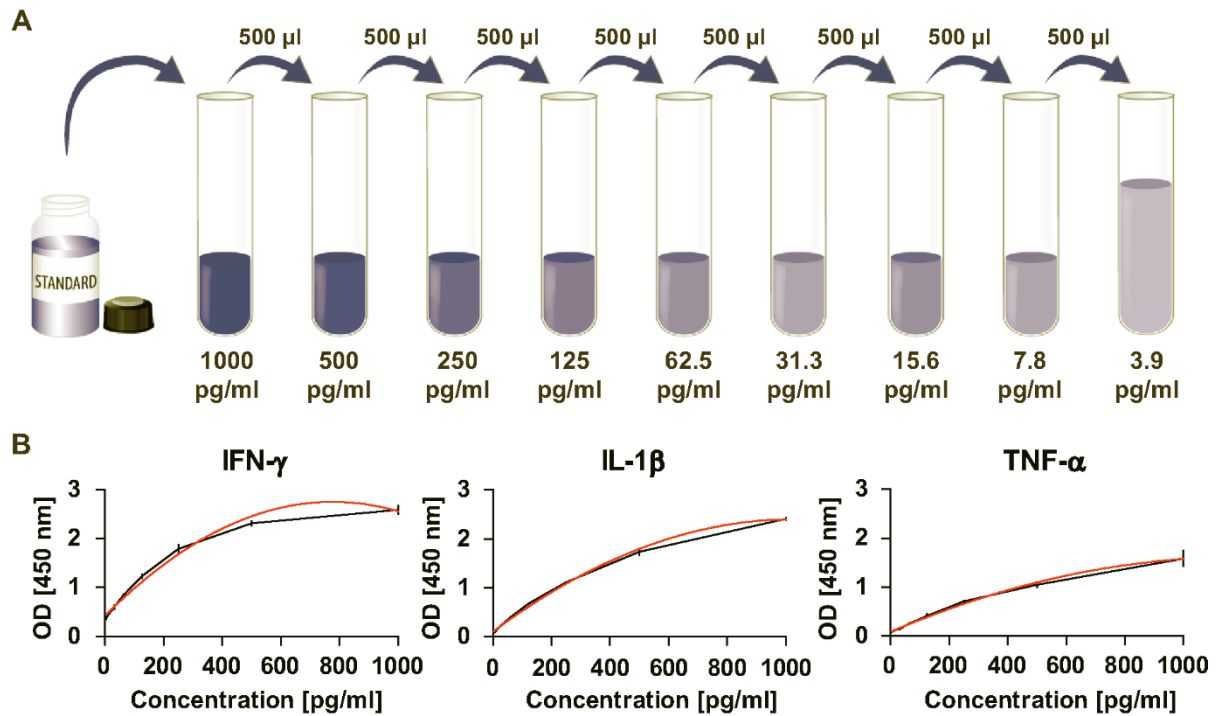 A
500 µl 500 µl 500 µl 500 µl 500 µl 500 µl 500 µl 500 µl
STANDARD
1000 500 250 125 62.5 31.3 15.6 7.8 3.9
pg/ml pg/ml pg/ml pg/ml pg/ml pg/ml pg/ml pg/ml pg/ml
B
IFN-γ IL-1β TNF-α
OD [450 nm]
3
2
1
0
0 200 400 600 800 1000
Concentration [pg/ml]
OD [450 nm]
3
2
1
0
0 200 400 600 800 1000
Concentration [pg/ml]
OD [450 nm]
3
2
1
0
0 200 400 600 800 1000
Concentration [pg/ml]